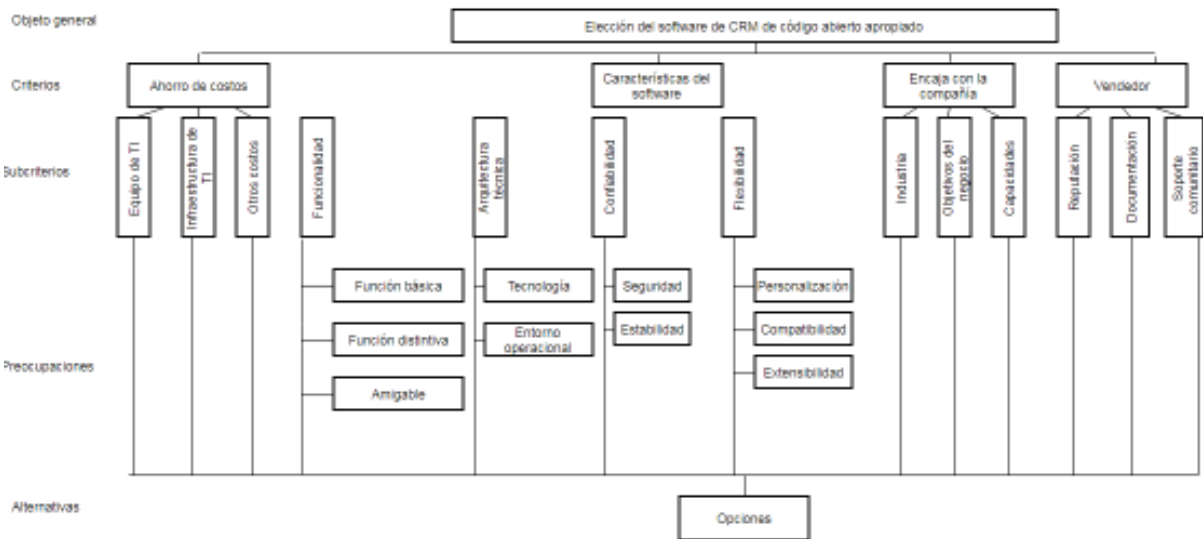 Objeto general
Elección del software de CRM de código abierto apropiado
Criterios
Ahorro de costos
Características del
software
Encaja con la
compañía
Vendedor
Subcriterios
Equipo de TI
Infraestructura de
TI
Otros costos
Funcionalidad
Arquitectura
técnica
Confiabilidad
Flexibilidad
Industria
Objetivos del
negocio
Capacidades
Reputación
Documentación
Soporte
comunitario
Preocupaciones
Función básica
Tecnología
Seguridad
Personalización
Función distintiva
Entorno
operacional
Estabilidad
Compatibilidad
Amigable
Extensibilidad
Alternativas
Opciones